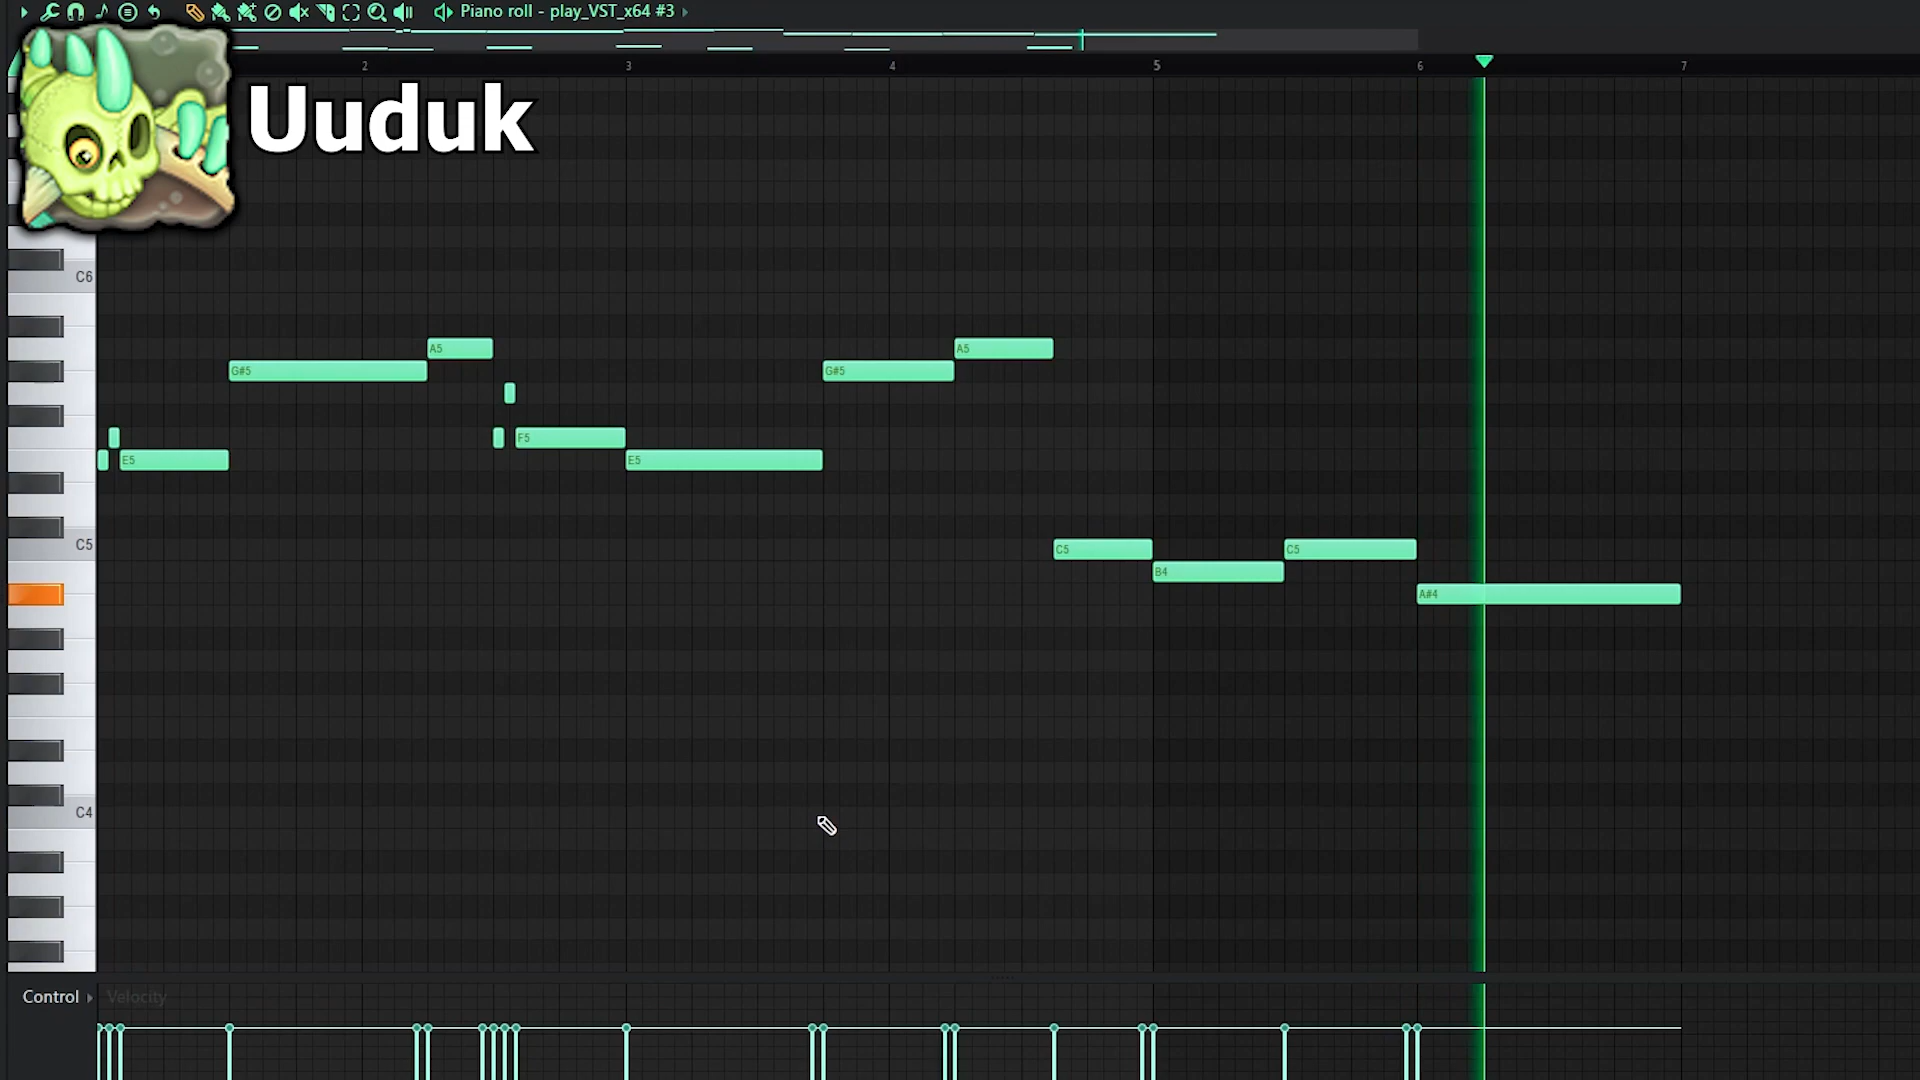 Piano roll - play_VST_x64 #3
2 3 4 5 6 7
Uuduk
C6
A5 A5
G#5 G#5
F5
E5 E5
C5 C5 C5
B4
A#4
C4
Control Velocity